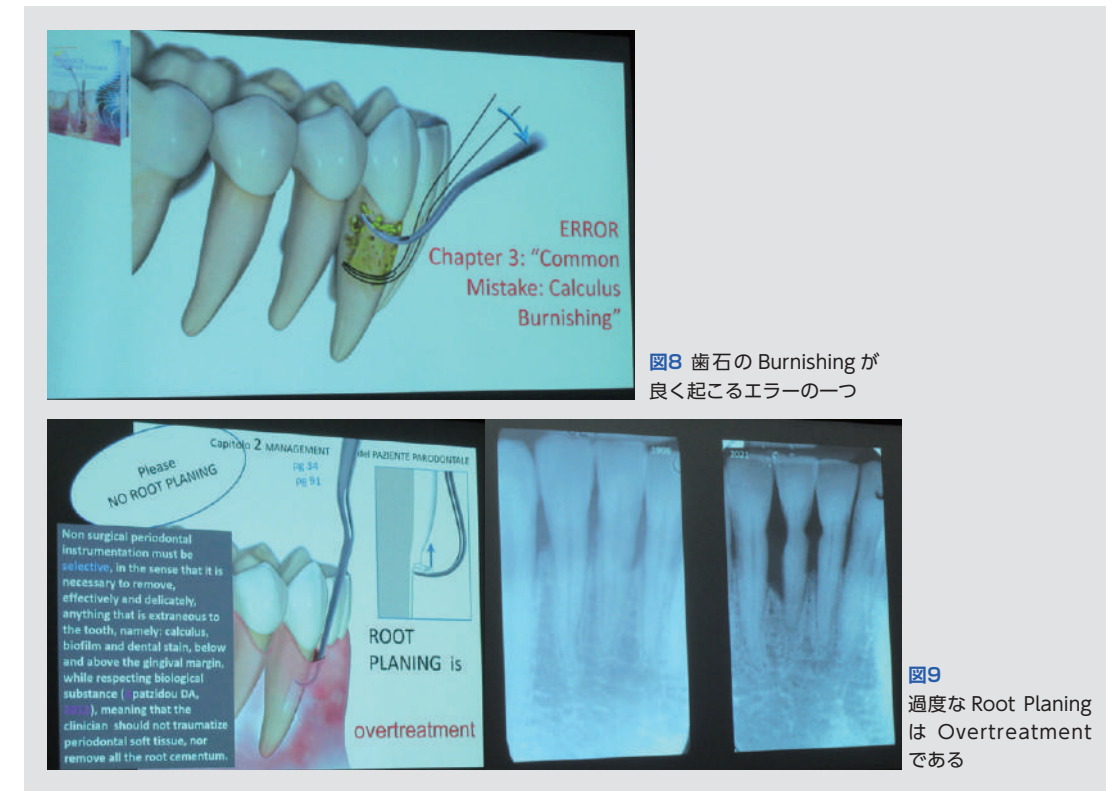 ERROR
Chapter 3: “Common
Mistake: Calculus
Burnishing”
図8 歯石の Burnishing が
良く起こるエラーの一つ
Please
NO ROOT PLANING
Capitolo 2 MANAGEMENT
del PAZIENTE PARODONTALE
pg 34
pg 91
Non surgical periodontal
instrumentation must be
selective, in the sense that it is
necessary to remove,
effectively and delicately,
anything that is extraneous to
the tooth, namely: calculus,
biofilm and dental stain, below
and above the gingival margin,
while respecting biological
substance ( patzidou DA,
), meaning that the
clinician should not traumatize
periodontal soft tissue, nor
remove all the root cementum.
ROOT
PLANING is
overtreatment
2021
図9
過度な Root Planing
は Overtreatment
である